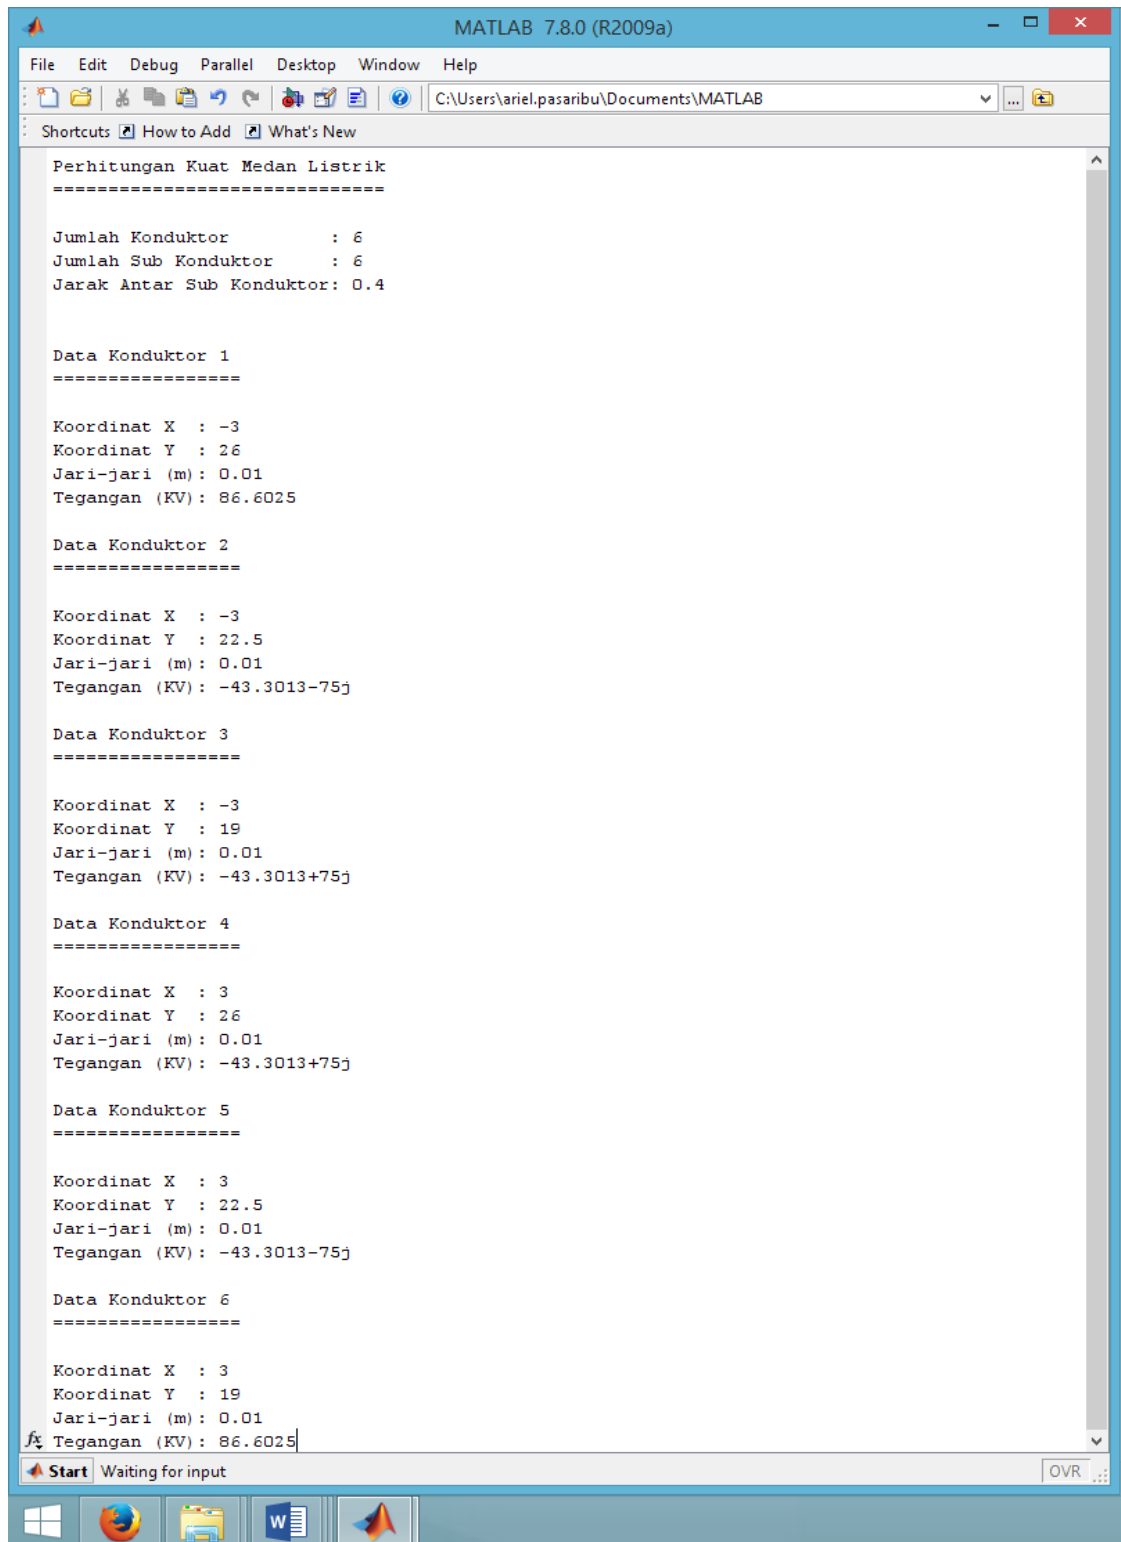 MATLAB 7.8.0 (R2009a)
File Edit Debug Parallel Desktop Window Help
C:\Users\ariel.pasaribu\Documents\MATLAB
Shortcuts How to Add What's New
Perhitungan Kuat Medan Listrik
==============================
Jumlah Konduktor : 6
Jumlah Sub Konduktor : 6
Jarak Antar Sub Konduktor: 0.4
Data Konduktor 1
=================
Koordinat X : -3
Koordinat Y : 26
Jari-jari (m): 0.01
Tegangan (KV): 86.6025
Data Konduktor 2
=================
Koordinat X : -3
Koordinat Y : 22.5
Jari-jari (m): 0.01
Tegangan (KV): -43.3013-75j
Data Konduktor 3
=================
Koordinat X : -3
Koordinat Y : 19
Jari-jari (m): 0.01
Tegangan (KV): -43.3013+75j
Data Konduktor 4
=================
Koordinat X : 3
Koordinat Y : 26
Jari-jari (m): 0.01
Tegangan (KV): -43.3013+75j
Data Konduktor 5
=================
Koordinat X : 3
Koordinat Y : 22.5
Jari-jari (m): 0.01
Tegangan (KV): -43.3013-75j
Data Konduktor 6
=================
Koordinat X : 3
Koordinat Y : 19
Jari-jari (m): 0.01
fx Tegangan (KV): 86.6025
Start Waiting for input OVR
W